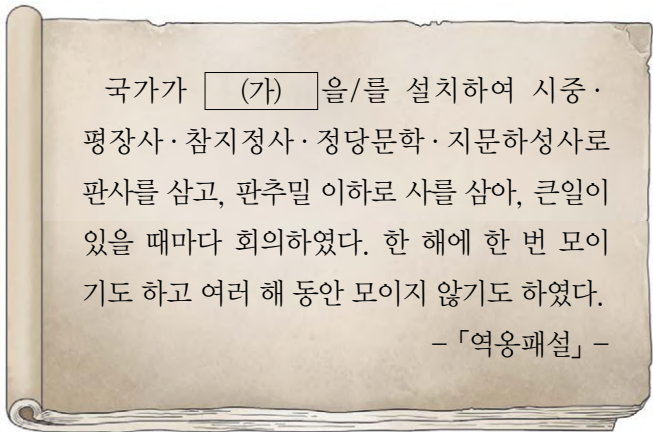 국가가 (가) 을/를 설치하여 시중·
평장사·참지정사·정당문학·지문하성사로
판사를 삼고, 판추밀 이하로 사를 삼아, 큰일이
있을 때마다 회의하였다. 한 해에 한 번 모이
기도 하고 여러 해 동안 모이지 않기도 하였다.
-「역옹패설」-